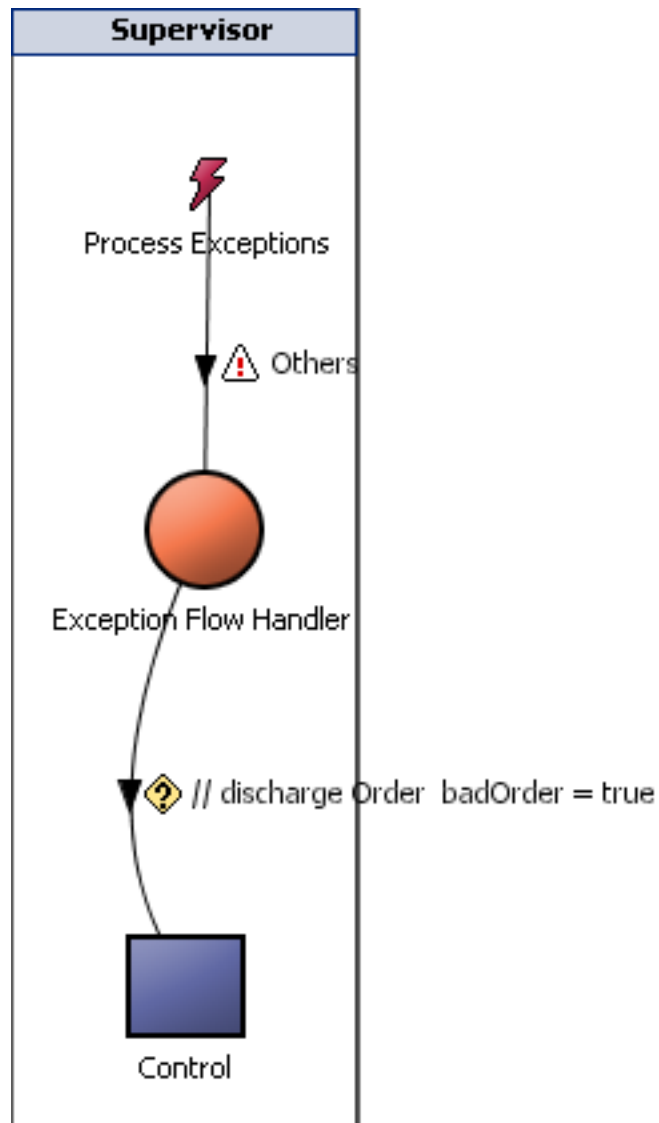 Supervisor
Process Exceptions
Others
Exception Flow Handler
// discharge Order  badOrder = true
Control